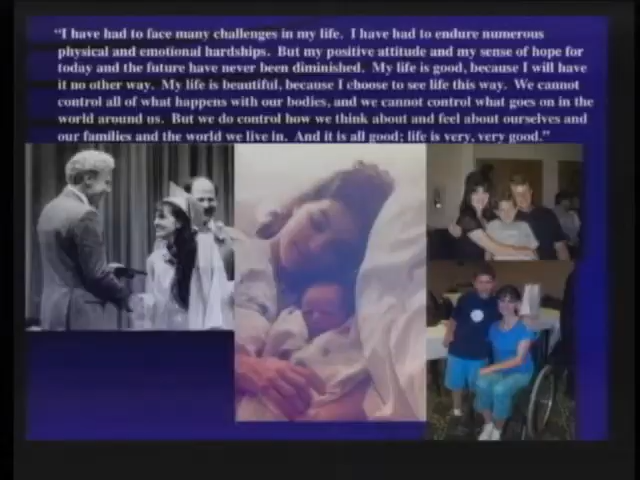 “I have had to face many challenges in my life. I have had to endure numerous
physical and emotional hardships. But my positive attitude and my sense of hope for
today and the future have never been diminished. My life is good, because I will have
it no other way. My life is beautiful, because I choose to see life this way. We cannot
control all of what happens with our bodies, and we cannot control what goes on in the
world around us. But we do control how we think about and feel about ourselves and
our families and the world we live in. And it is all good; life is very, very good.”